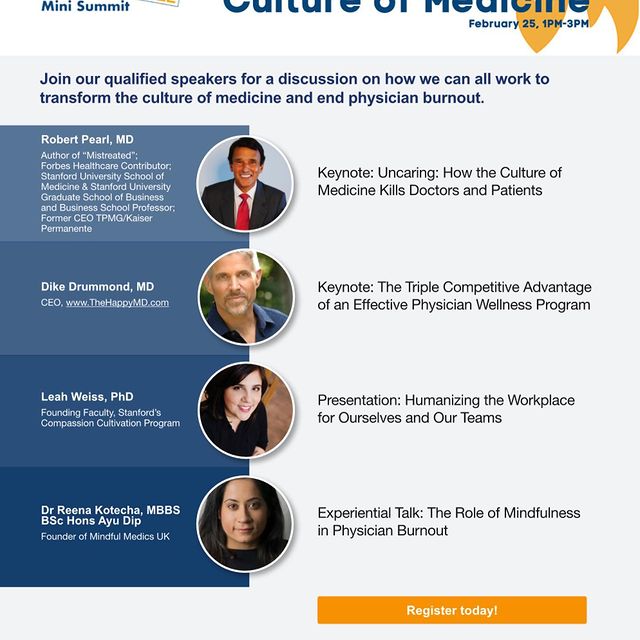 Mini Summit
Culture of Medicine
February 25, 1PM-3PM
Join our qualified speakers for a discussion on how we can all work to
transform the culture of medicine and end physician burnout.
Robert Pearl, MD
Author of “Mistreated”;
Forbes Healthcare Contributor;
Stanford University School of
Medicine & Stanford University
Graduate School of Business
and Business School Professor;
Former CEO TPMG/Kaiser
Permanente
Keynote: Uncaring: How the Culture of
Medicine Kills Doctors and Patients
Dike Drummond, MD
CEO, www.TheHappyMD.com
Keynote: The Triple Competitive Advantage
of an Effective Physician Wellness Program
Leah Weiss, PhD
Founding Faculty, Stanford’s
Compassion Cultivation Program
Presentation: Humanizing the Workplace
for Ourselves and Our Teams
Dr Reena Kotecha, MBBS
BSc Hons Ayu Dip
Founder of Mindful Medics UK
Experiential Talk: The Role of Mindfulness
in Physician Burnout
Register today!